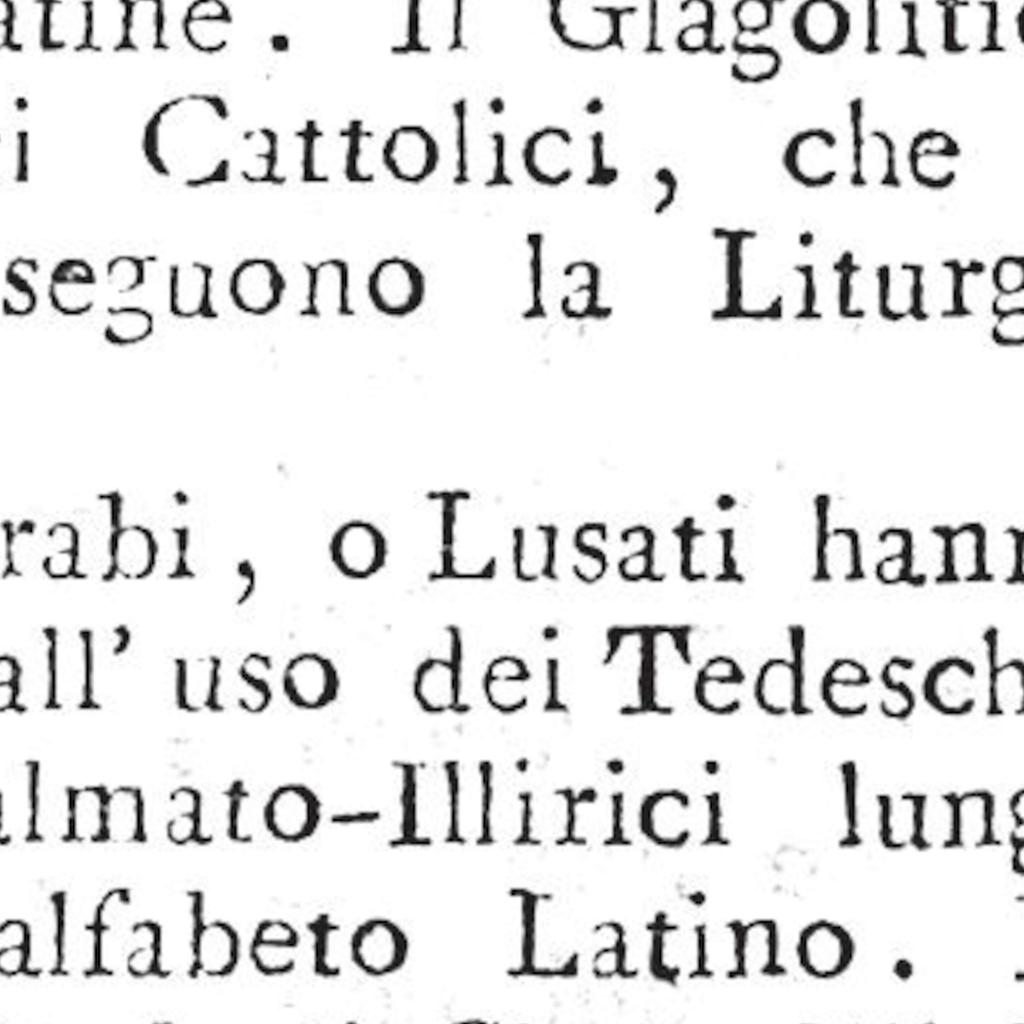 atine. Il Glagolitic
i Cattolici, che
seguono la Liturg
rabi, o Lusati hann
all' uso dei Tedesch
almato-Illirici lung
alfabeto Latino.